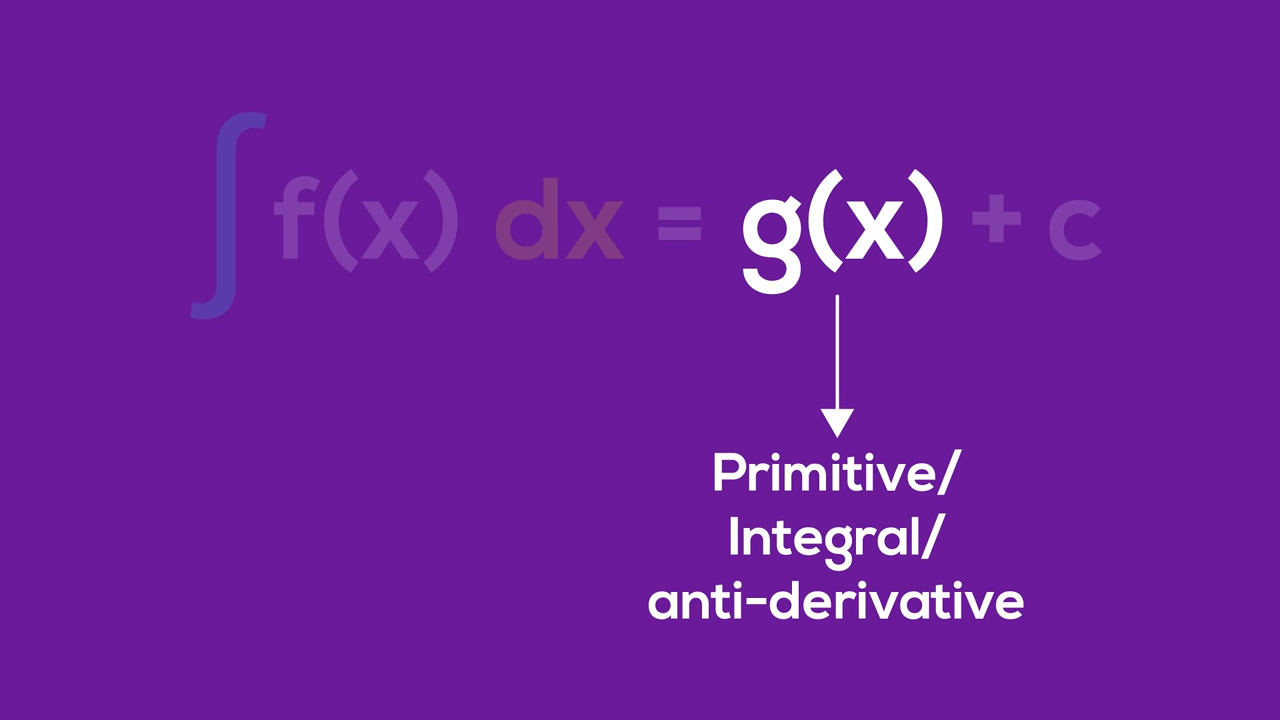 ∫ f(x) dx = g(x) + c
Primitive/
Integral/
anti-derivative